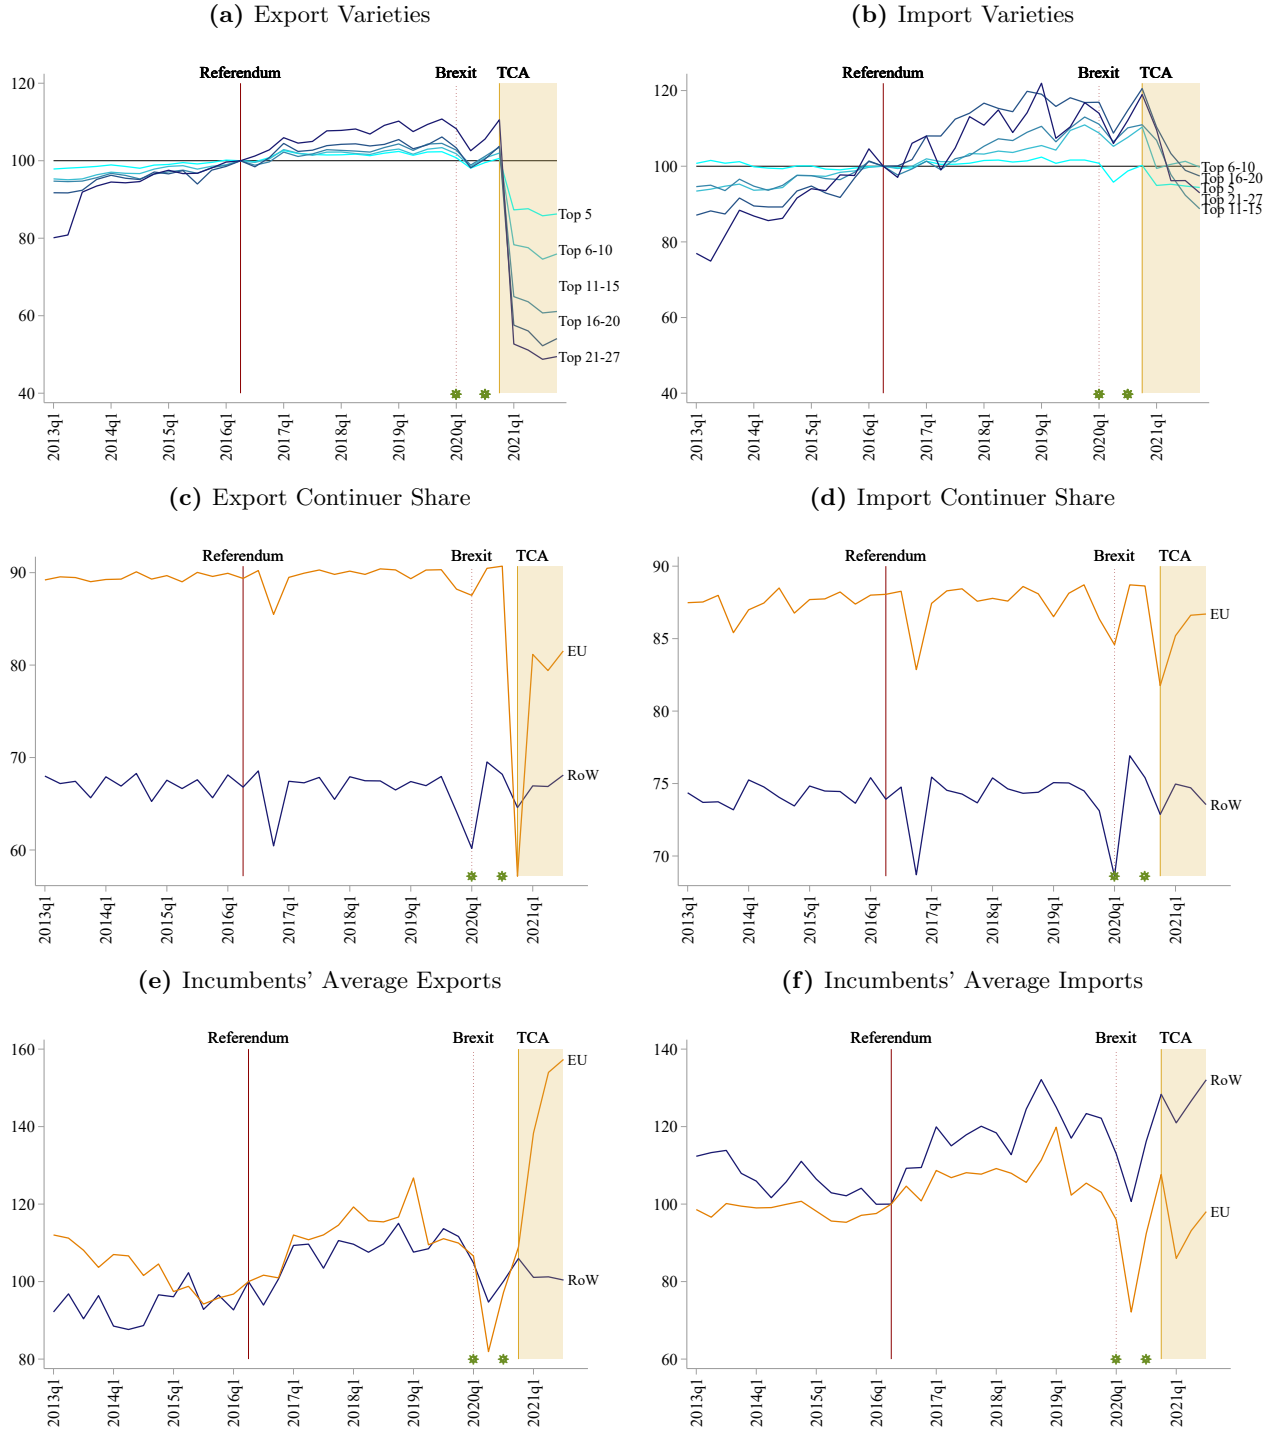 (a) Export Varieties
Referendum Brexit TCA
120
100
80
60
40
Top 5
Top 6-10
Top 11-15
Top 16-20
Top 21-27
2013q1 2014q1 2015q1 2016q1 2017q1 2018q1 2019q1 2020q1 2021q1
(b) Import Varieties
Referendum Brexit TCA
120
100
80
60
40
Top 6-10
Top 16-20
Top 5
Top 21-27
Top 11-15
2013q1 2014q1 2015q1 2016q1 2017q1 2018q1 2019q1 2020q1 2021q1
(c) Export Continuer Share
Referendum Brexit TCA
90
80
70
60
EU
RoW
2013q1 2014q1 2015q1 2016q1 2017q1 2018q1 2019q1 2020q1 2021q1
(d) Import Continuer Share
Referendum Brexit TCA
90
85
80
75
70
EU
RoW
2013q1 2014q1 2015q1 2016q1 2017q1 2018q1 2019q1 2020q1 2021q1
(e) Incumbents' Average Exports
Referendum Brexit TCA
160
140
120
100
80
EU
RoW
2013q1 2014q1 2015q1 2016q1 2017q1 2018q1 2019q1 2020q1 2021q1
(f) Incumbents' Average Imports
Referendum Brexit TCA
140
120
100
80
60
RoW
EU
2013q1 2014q1 2015q1 2016q1 2017q1 2018q1 2019q1 2020q1 2021q1